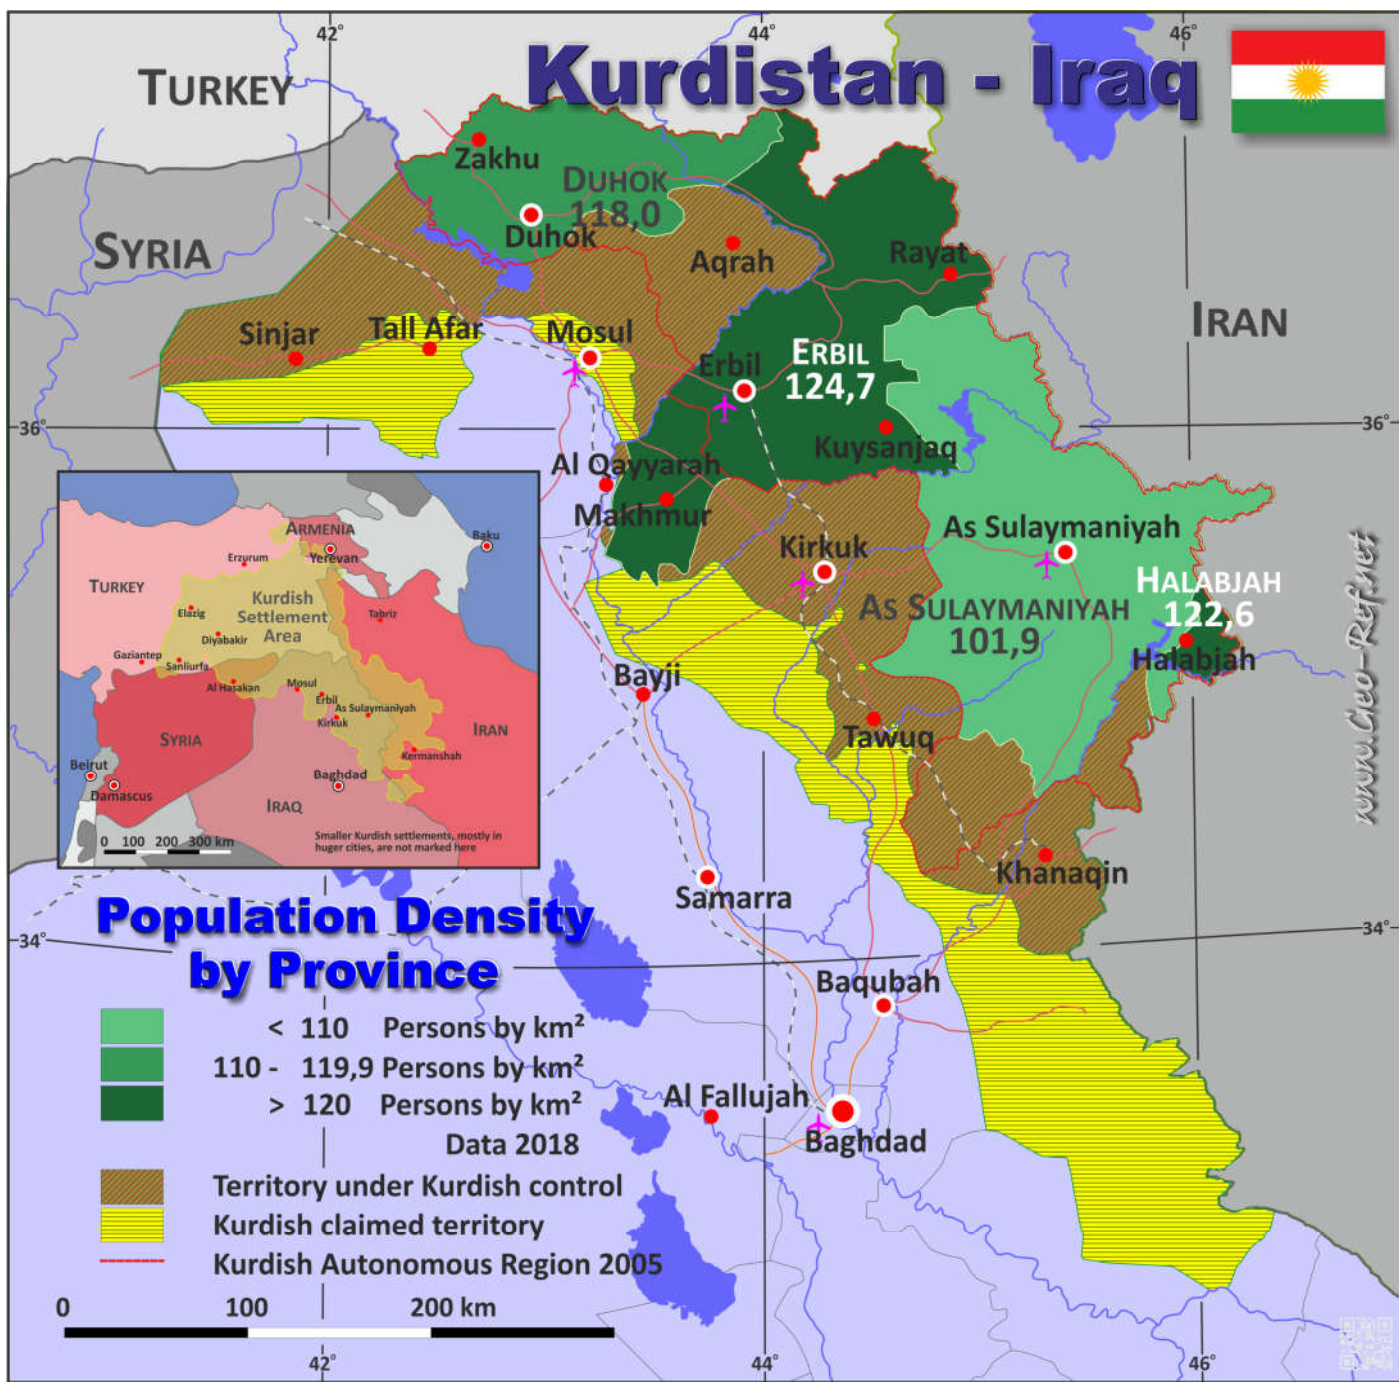 42°
44°
46°
Kurdistan - Iraq
TURKEY
SYRIA
IRAN
Zakhu
DUHOK
118,0
Duhok
Aqrah
Rayat
Sinjar
Tall Afar
Mosul
Erbil
ERBIL
124,7
Kuysanjaq
36°
36°
Al Qayyarah
Makhmur
Kirkuk
As Sulaymaniyah
AS SULAYMANIYAH
101,9
HALABJAH
122,6
Halabjah
Bayji
Tawuq
Khanaqin
Samarra
Baqubah
Al Fallujah
Baghdad
34°
34°
www.Geo-Ref.net
ARMENIA
Yerevan
Baku
Erzurum
TURKEY
Kurdish
Settlement
Area
Elazig
Tabriz
Diyabakir
Gaziantep
Sanliurfa
Al Hasakan
Mosul
Erbil
As Sulaymaniyah
Kirkuk
SYRIA
IRAN
Kermanshah
Beirut
Damascus
Baghdad
IRAQ
0 100 200 300 km
Smaller Kurdish settlements, mostly in
huger cities, are not marked here
Population Density
by Province
< 110 Persons by km²
110 - 119,9 Persons by km²
> 120 Persons by km²
Data 2018
Territory under Kurdish control
Kurdish claimed territory
Kurdish Autonomous Region 2005
0 100 200 km
42°
44°
46°